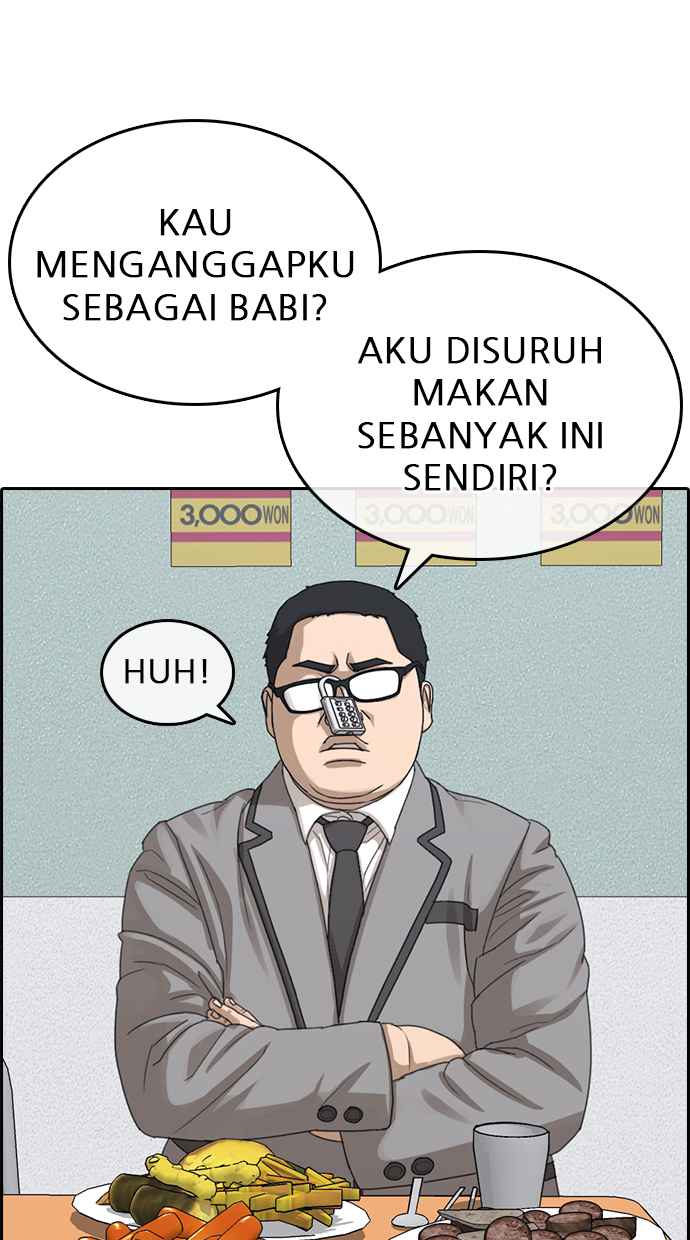 KAU
MENGANGGAPKU
SEBAGAI BABI?
AKU DISURUH
MAKAN
SEBANYAK INI
SENDIRI?
3,000WON
3,000WON
3,000WON
HUH!